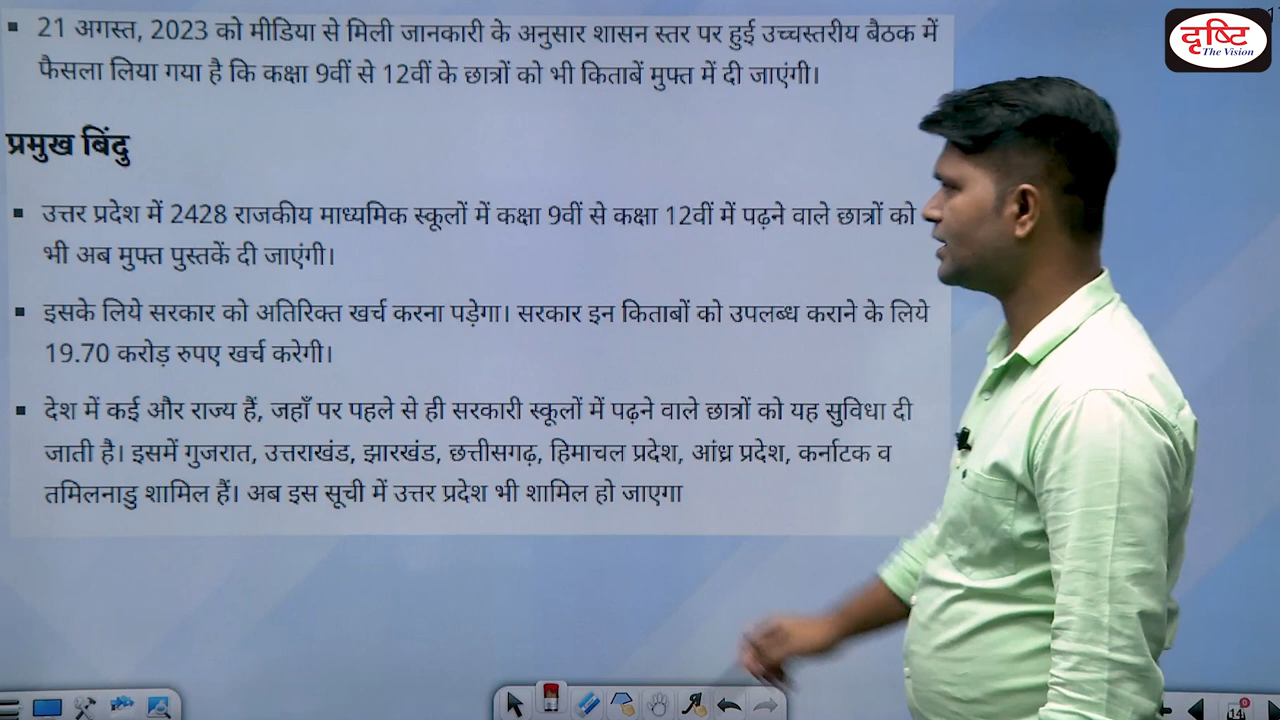 21 अगस्त, 2023 को मीडिया से मिली जानकारी के अनुसार शासन स्तर पर हुई उच्चस्तरीय बैठक में
फैसला लिया गया है कि कक्षा 9वीं से 12वीं के छात्रों को भी किताबें मुफ्त में दी जाएंगी।
प्रमुख बिंदु
उत्तर प्रदेश में 2428 राजकीय माध्यमिक स्कूलों में कक्षा 9वीं से कक्षा 12वीं में पढ़ने वाले छात्रों को
भी अब मुफ्त पुस्तकें दी जाएंगी।
इसके लिये सरकार को अतिरिक्त खर्च करना पड़ेगा। सरकार इन किताबों को उपलब्ध कराने के लिये
19.70 करोड़ रुपए खर्च करेगी।
देश में कई और राज्य हैं, जहाँ पर पहले से ही सरकारी स्कूलों में पढ़ने वाले छात्रों को यह सुविधा दी
जाती है। इसमें गुजरात, उत्तराखंड, झारखंड, छत्तीसगढ़, हिमाचल प्रदेश, आंध्र प्रदेश, कर्नाटक व
तमिलनाडु शामिल हैं। अब इस सूची में उत्तर प्रदेश भी शामिल हो जाएगा
दृष्टि
The Vision
14